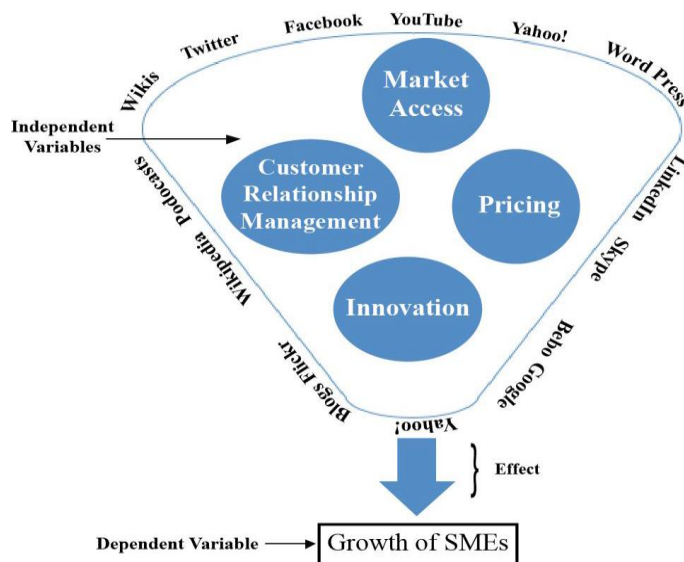 Wikis
Twitter
Facebook
YouTube
Yahoo!
Word Press
Market
Access
Independent
Variables
Customer
Relationship
Management
Pricing
Innovation
Podocasts
Wikipedia
Blogs Flickr
LinkedIn
Skype
Bebo Google
Yahoo!
Effect
Dependent Variable
Growth of SMEs